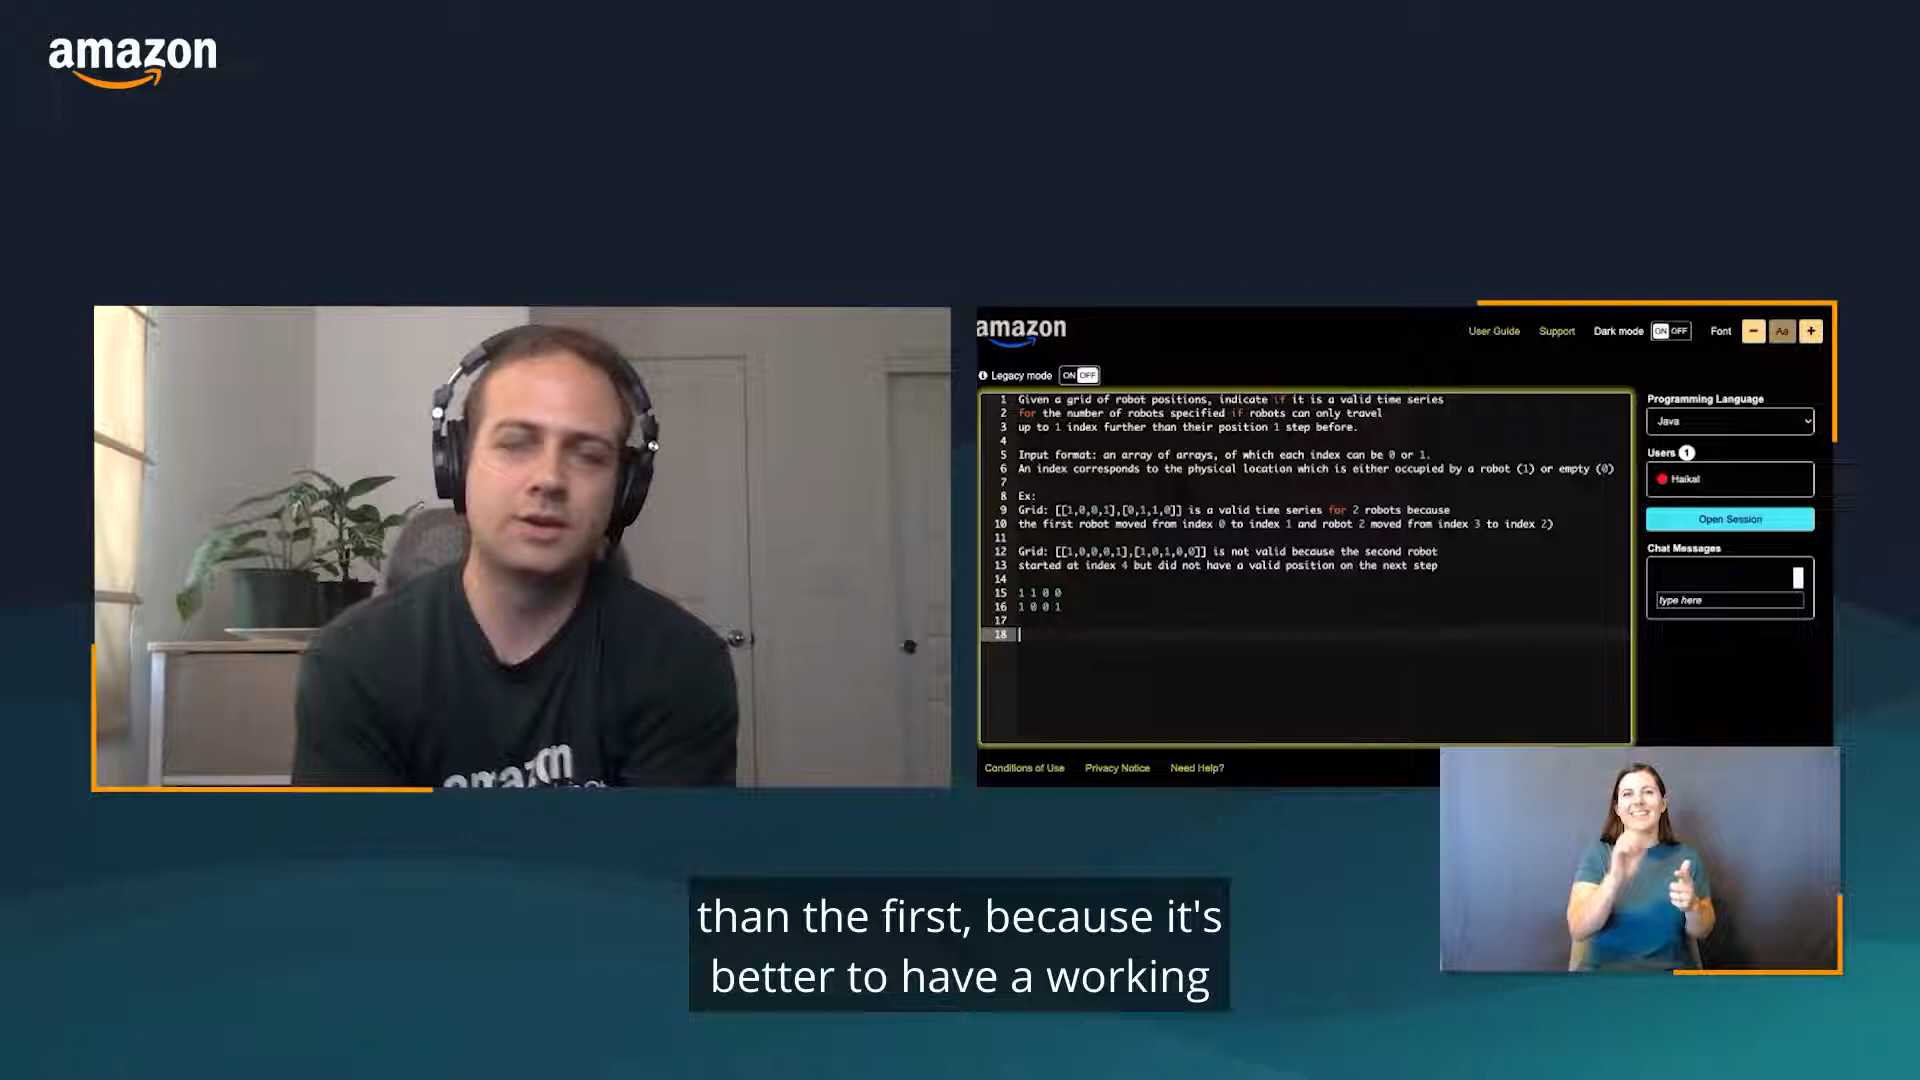 amazon
amazon
User Guide
Support
Dark mode
ON OFF
Font
-
Aa
+
Legacy mode
ON OFF
1 Given a grid of robot positions, indicate if it is a valid time series
2 for the number of robots specified if robots can only travel
3 up to 1 index further than their position 1 step before.
4
5 Input format: an array of arrays, of which each index can be 0 or 1.
6 An index corresponds to the physical location which is either occupied by a robot (1) or empty (0)
7
8 Ex:
9 Grid: [[1,0,0,1],[0,1,1,0]] is a valid time series for 2 robots because
10 the first robot moved from index 0 to index 1 and robot 2 moved from index 3 to index 2)
11
12 Grid: [[1,0,0,0,1],[1,0,1,0,0]] is not valid because the second robot
13 started at index 4 but did not have a valid position on the next step
14
15 1 1 0 0
16 1 0 0 1
17
18
Programming Language
Java
Users 1
Haikal
Open Session
Chat Messages
type here
Conditions of Use
Privacy Notice
Need Help?
amazon
than the first, because it's
better to have a working